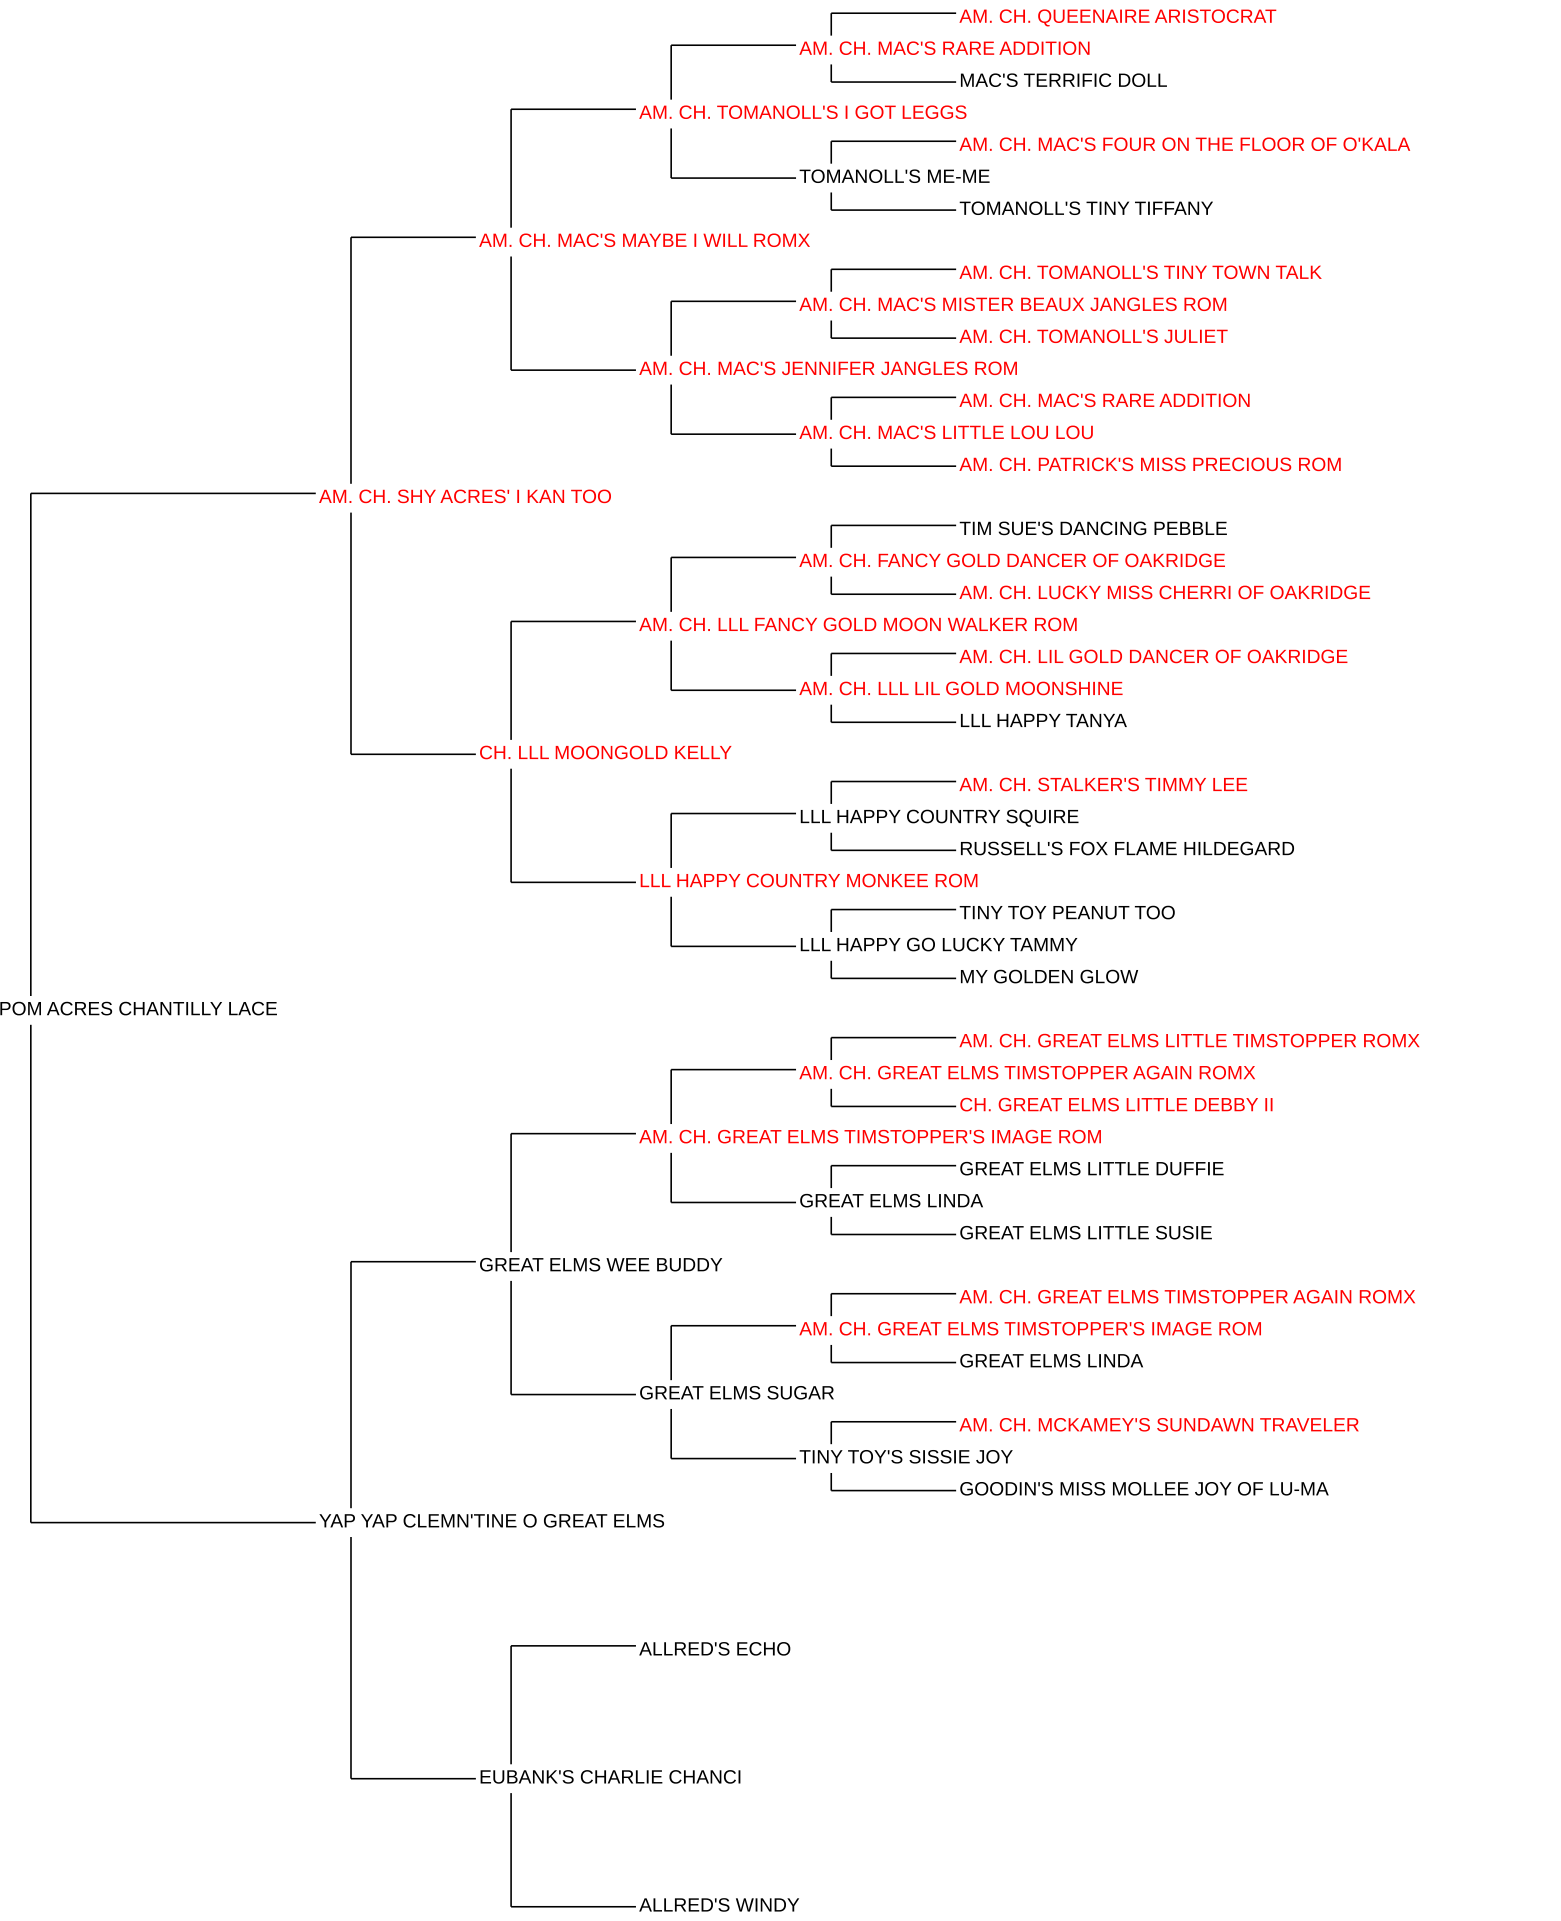 AM. CH. QUEENAIRE ARISTOCRAT
AM. CH. MAC'S RARE ADDITION
MAC'S TERRIFIC DOLL
AM. CH. TOMANOLL'S I GOT LEGGS
AM. CH. MAC'S FOUR ON THE FLOOR OF O'KALA
TOMANOLL'S ME-ME
TOMANOLL'S TINY TIFFANY
AM. CH. MAC'S MAYBE I WILL ROMX
AM. CH. TOMANOLL'S TINY TOWN TALK
AM. CH. MAC'S MISTER BEAUX JANGLES ROM
AM. CH. TOMANOLL'S JULIET
AM. CH. MAC'S JENNIFER JANGLES ROM
AM. CH. MAC'S RARE ADDITION
AM. CH. MAC'S LITTLE LOU LOU
AM. CH. PATRICK'S MISS PRECIOUS ROM
AM. CH. SHY ACRES' I KAN TOO
TIM SUE'S DANCING PEBBLE
AM. CH. FANCY GOLD DANCER OF OAKRIDGE
AM. CH. LUCKY MISS CHERRI OF OAKRIDGE
AM. CH. LLL FANCY GOLD MOON WALKER ROM
AM. CH. LIL GOLD DANCER OF OAKRIDGE
AM. CH. LLL LIL GOLD MOONSHINE
LLL HAPPY TANYA
CH. LLL MOONGOLD KELLY
AM. CH. STALKER'S TIMMY LEE
LLL HAPPY COUNTRY SQUIRE
RUSSELL'S FOX FLAME HILDEGARD
LLL HAPPY COUNTRY MONKEE ROM
TINY TOY PEANUT TOO
LLL HAPPY GO LUCKY TAMMY
MY GOLDEN GLOW
POM ACRES CHANTILLY LACE
AM. CH. GREAT ELMS LITTLE TIMSTOPPER ROMX
AM. CH. GREAT ELMS TIMSTOPPER AGAIN ROMX
CH. GREAT ELMS LITTLE DEBBY II
AM. CH. GREAT ELMS TIMSTOPPER'S IMAGE ROM
GREAT ELMS LITTLE DUFFIE
GREAT ELMS LINDA
GREAT ELMS LITTLE SUSIE
GREAT ELMS WEE BUDDY
AM. CH. GREAT ELMS TIMSTOPPER AGAIN ROMX
AM. CH. GREAT ELMS TIMSTOPPER'S IMAGE ROM
GREAT ELMS LINDA
GREAT ELMS SUGAR
AM. CH. MCKAMEY'S SUNDAWN TRAVELER
TINY TOY'S SISSIE JOY
GOODIN'S MISS MOLLEE JOY OF LU-MA
YAP YAP CLEMN'TINE O GREAT ELMS
ALLRED'S ECHO
EUBANK'S CHARLIE CHANCI
ALLRED'S WINDY